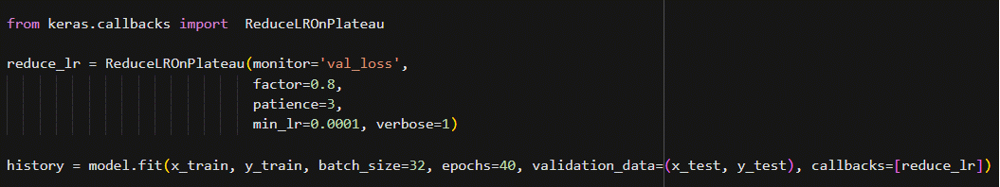 from keras.callbacks import  ReduceLROnPlateau
reduce_lr = ReduceLROnPlateau(monitor='val_loss',
factor=0.8,
patience=3,
min_lr=0.0001, verbose=1)
history = model.fit(x_train, y_train, batch_size=32, epochs=40, validation_data=(x_test, y_test), callbacks=[reduce_lr])